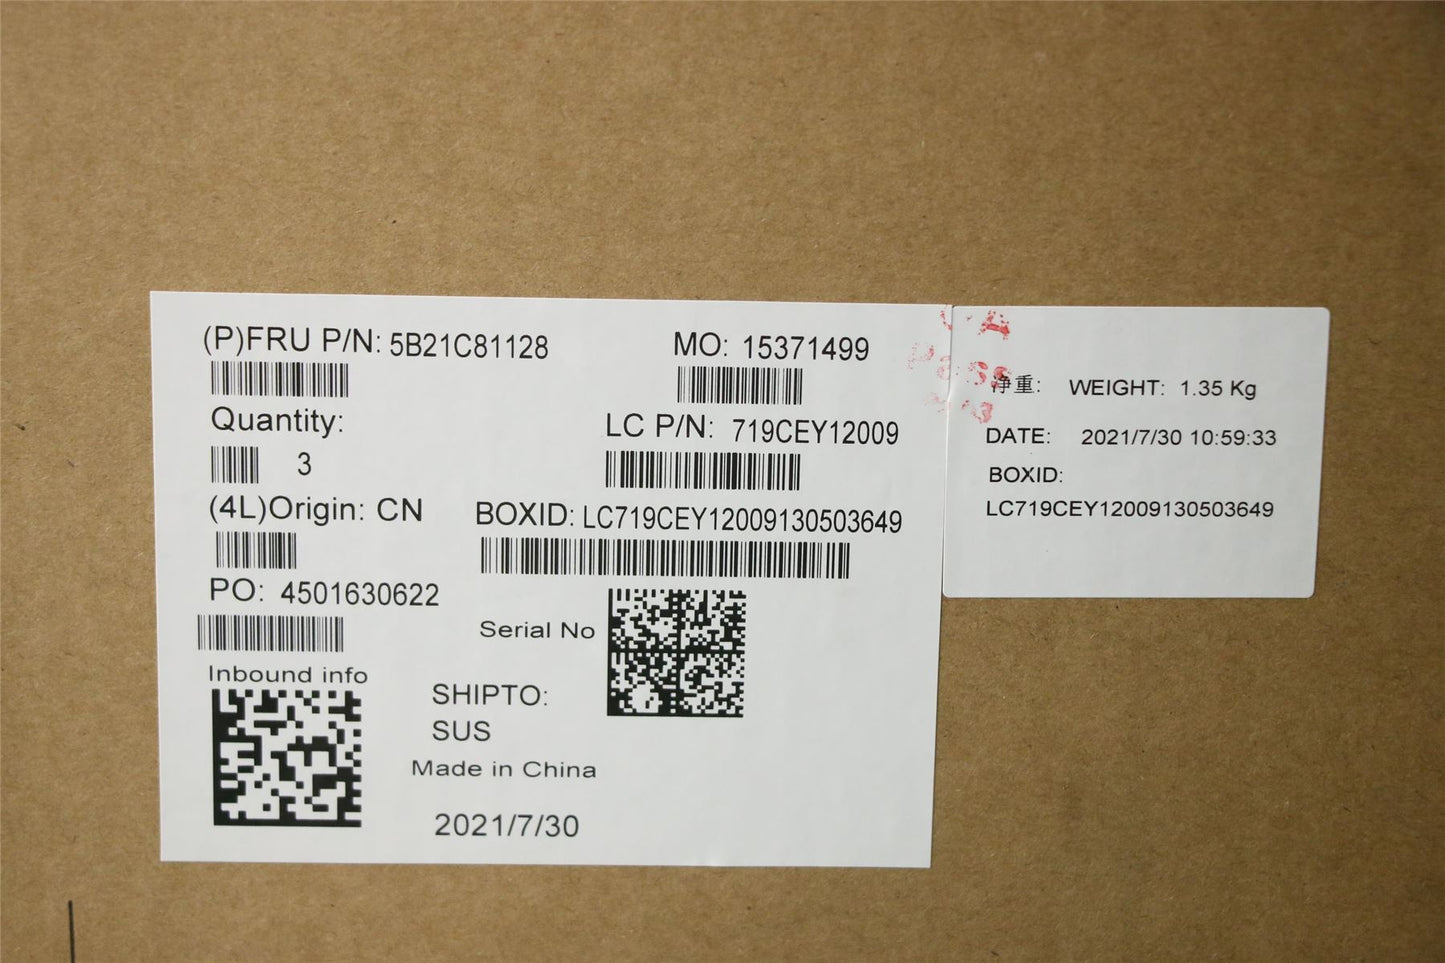 (P)FRU P/N: 5B21C81128
MO: 15371499
Quantity:
3
LC P/N: 719CEY12009
(4L)Origin: CN
BOXID: LC719CEY12009130503649
PO: 4501630622
Serial No
Inbound info
SHIPTO:
SUS
Made in China
2021/7/30
净重: WEIGHT: 1.35 Kg
DATE: 2021/7/30 10:59:33
BOXID:
LC719CEY12009130503649